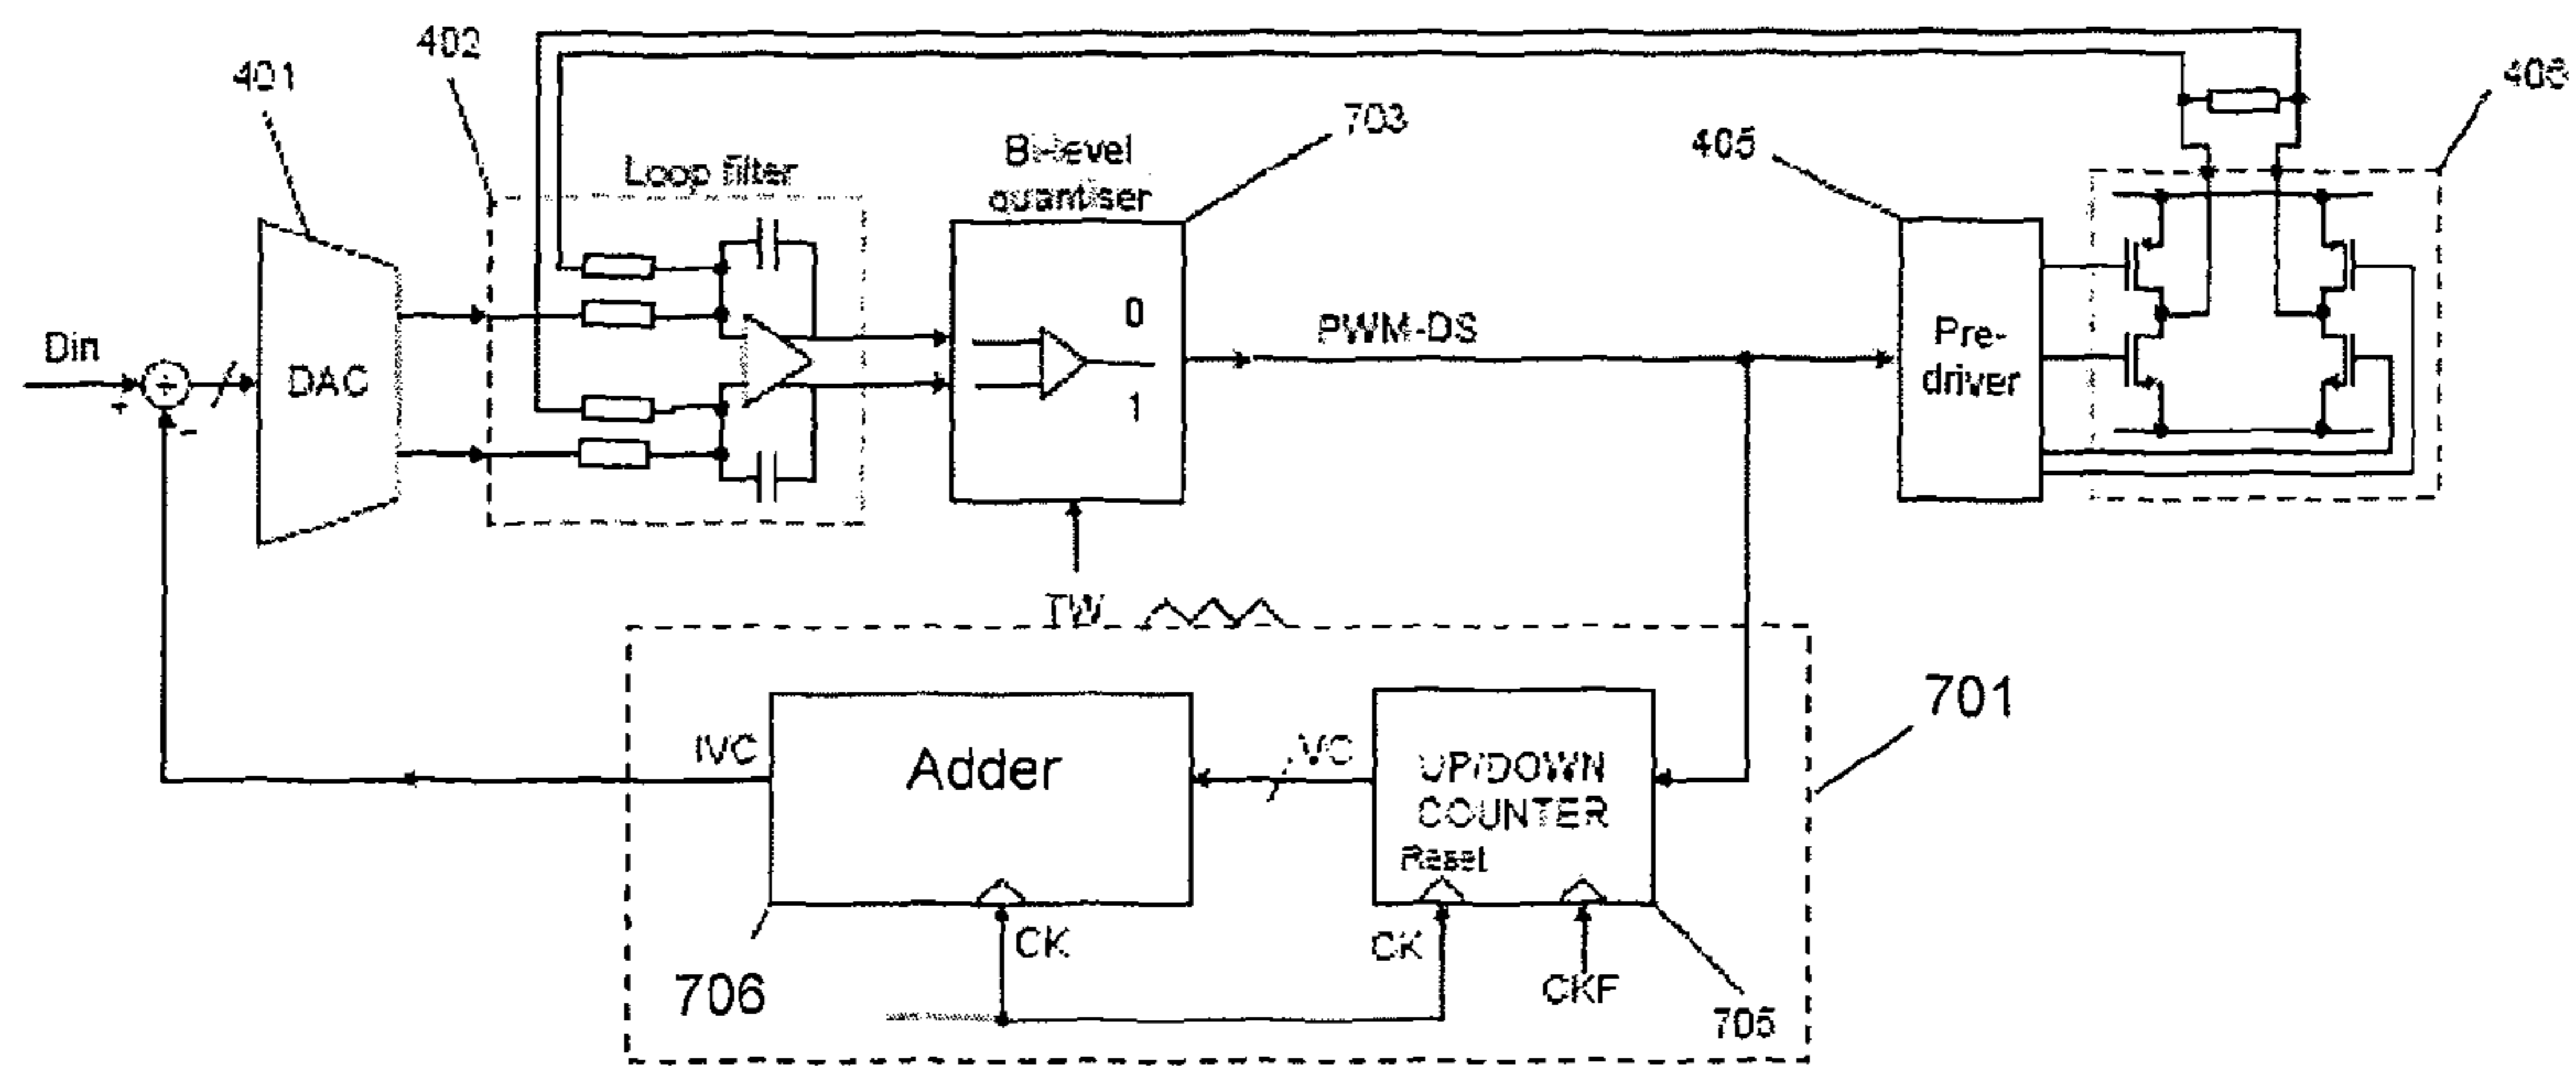 402
401
406
703
Bi-level
quantiser
405
Loop filter
Din
+
-
DAC
0
1
PWM-DS
Pre-
driver
TW
701
IVC
Adder
VC
UP/DOWN
COUNTER
Reset
CK
CK
CKF
706
705